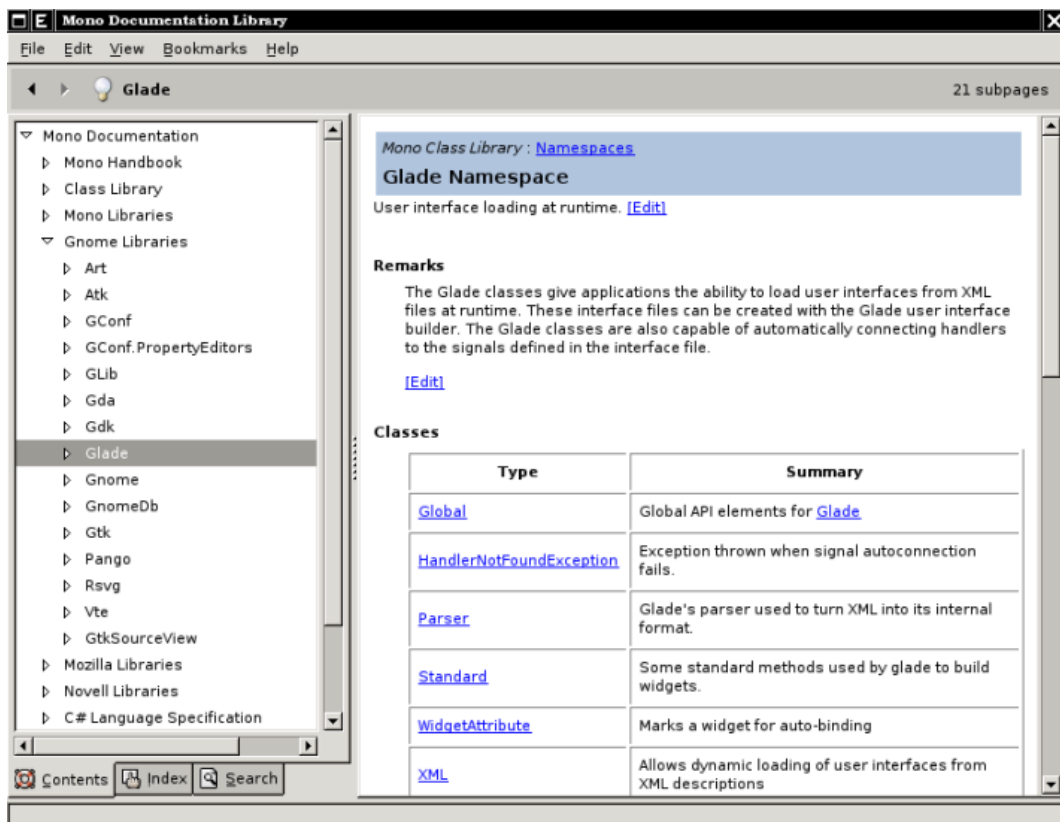 Mono Documentation Library
File Edit View Bookmarks Help
Glade
21 subpages
Mono Documentation
Mono Handbook
Class Library
Mono Libraries
Gnome Libraries
Art
Atk
GConf
GConf.PropertyEditors
GLib
Gda
Gdk
Glade
Gnome
GnomeDb
Gtk
Pango
Rsvg
Vte
GtkSourceView
Mozilla Libraries
Novell Libraries
C# Language Specification
Contents Index Search
Mono Class Library : Namespaces
Glade Namespace
User interface loading at runtime. [Edit]
Remarks
The Glade classes give applications the ability to load user interfaces from XML
files at runtime. These interface files can be created with the Glade user interface
builder. The Glade classes are also capable of automatically connecting handlers
to the signals defined in the interface file.
[Edit]
Classes
Type Summary
Global Global API elements for Glade
HandlerNotFoundException Exception thrown when signal autoconnection
fails.
Parser Glade's parser used to turn XML into its internal
format.
Standard Some standard methods used by glade to build
widgets.
WidgetAttribute Marks a widget for auto-binding
XML Allows dynamic loading of user interfaces from
XML descriptions